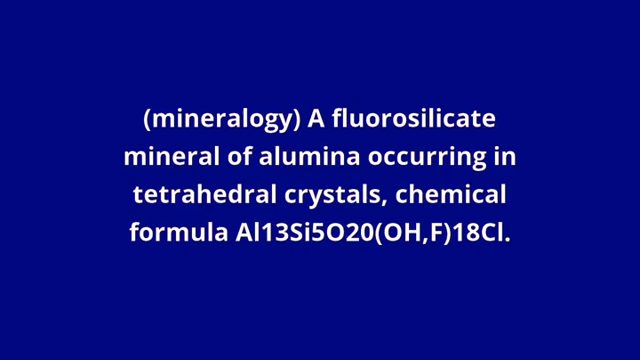 (mineralogy) A fluorosilicate
mineral of alumina occurring in
tetrahedral crystals, chemical
formula Al13Si5O20(OH,F)18Cl.